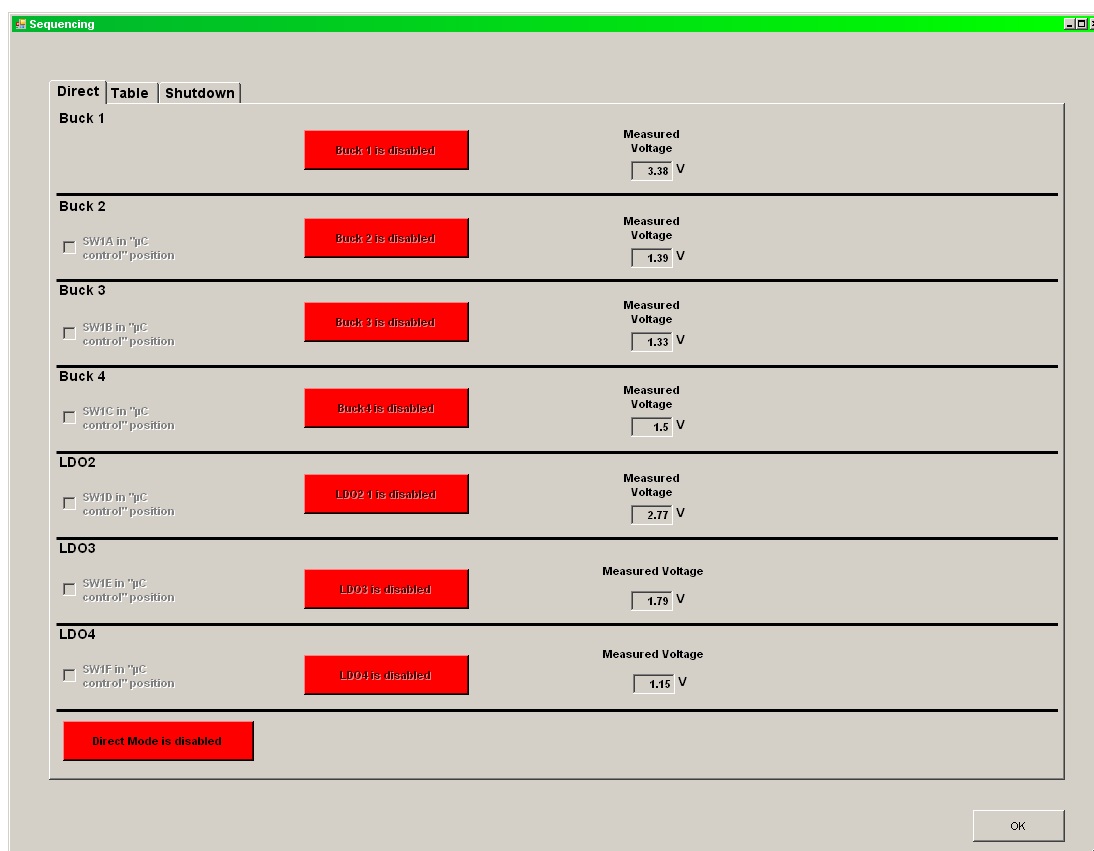 Sequencing
Direct Table Shutdown
Buck 1
Buck 1 is disabled
Measured
Voltage
3.38 V
Buck 2
SW1A in "µC
control" position
Buck 2 is disabled
Measured
Voltage
1.39 V
Buck 3
SW1B in "µC
control" position
Buck 3 is disabled
Measured
Voltage
1.33 V
Buck 4
SW1C in "µC
control" position
Buck4 is disabled
Measured
Voltage
1.5 V
LDO2
SW1D in "µC
control" position
LDO2 1 is disabled
Measured
Voltage
2.77 V
LDO3
SW1E in "µC
control" position
LDO3 is disabled
Measured Voltage
1.79 V
LDO4
SW1F in "µC
control" position
LDO4 is disabled
Measured Voltage
1.15 V
Direct Mode is disabled
OK